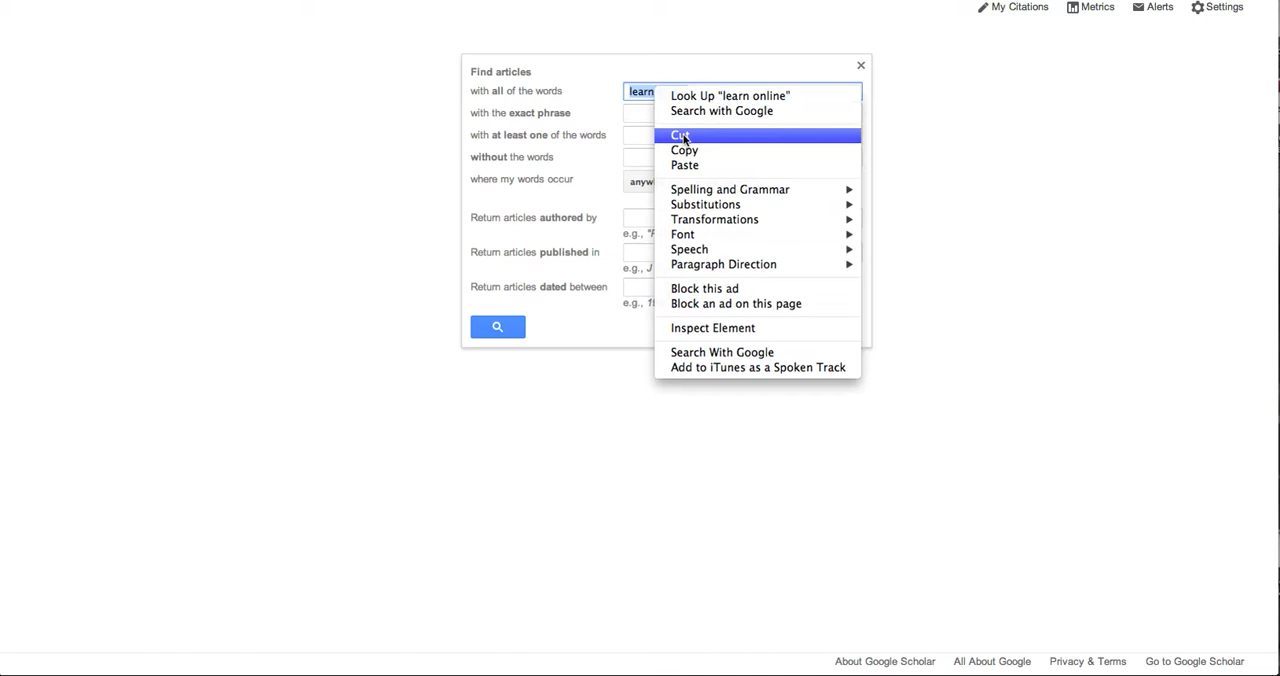 My Citations Metrics Alerts Settings
Find articles
with all of the words learn
with the exact phrase
with at least one of the words
without the words
where my words occur
Return articles authored by
e.g.,
Return articles published in
e.g., J
Return articles dated between
e.g.,
Look Up "learn online"
Search with Google
Cut
Copy
Paste
Spelling and Grammar
Substitutions
Transformations
Font
Speech
Paragraph Direction
Block this ad
Block an ad on this page
Inspect Element
Search With Google
Add to iTunes as a Spoken Track
About Google Scholar All About Google Privacy & Terms Go to Google Scholar